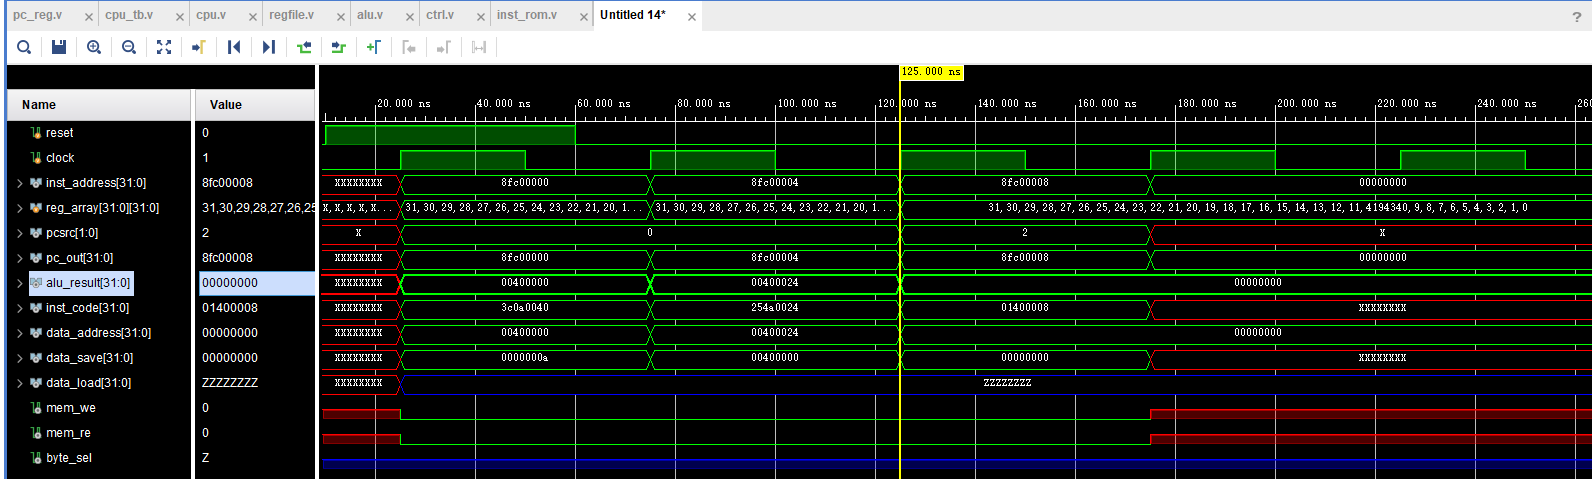 pc_reg.v × cpu_tb.v × cpu.v × regfile.v × alu.v × ctrl.v × inst_rom.v × Untitled 14* × ?
125.000 ns
Name Value 20.000 ns 40.000 ns 60.000 ns 80.000 ns 100.000 ns 120.000 ns 140.000 ns 160.000 ns 180.000 ns 200.000 ns 220.000 ns 240.000 ns 260
reset 0
clock 1
inst_address[31:0] 8fc00008 XXXXXXXX 8fc00000 8fc00004 8fc00008 00000000
reg_array[31:0][31:0] 31,30,29,28,27,26,25 X, X, X, X, X... 31, 30, 29, 28, 27, 26, 25, 24, 23, 22, 21, 20, 1... 31, 30, 29, 28, 27, 26, 25, 24, 23, 22, 21, 20, 1... 31, 30, 29, 28, 27, 26, 25, 24, 23, 22, 21, 20, 19, 18, 17, 16, 15, 14, 13, 12, 11, 4194340, 9, 8, 7, 6, 5, 4, 3, 2, 1, 0
pcsrc[1:0] 2 X 0 2 X
pc_out[31:0] 8fc00008 XXXXXXXX 8fc00000 8fc00004 8fc00008 00000000
alu_result[31:0] 00000000 XXXXXXXX 00400000 00400024 00000000
inst_code[31:0] 01400008 XXXXXXXX 3c0a0040 254a0024 01400008 XXXXXXXX
data_address[31:0] 00000000 XXXXXXXX 00400000 00400024 00000000
data_save[31:0] 00000000 XXXXXXXX 0000000a 00400000 00000000 XXXXXXXX
data_load[31:0] ZZZZZZZZ XXXXXXXX ZZZZZZZZ
mem_we 0
mem_re 0
byte_sel Z